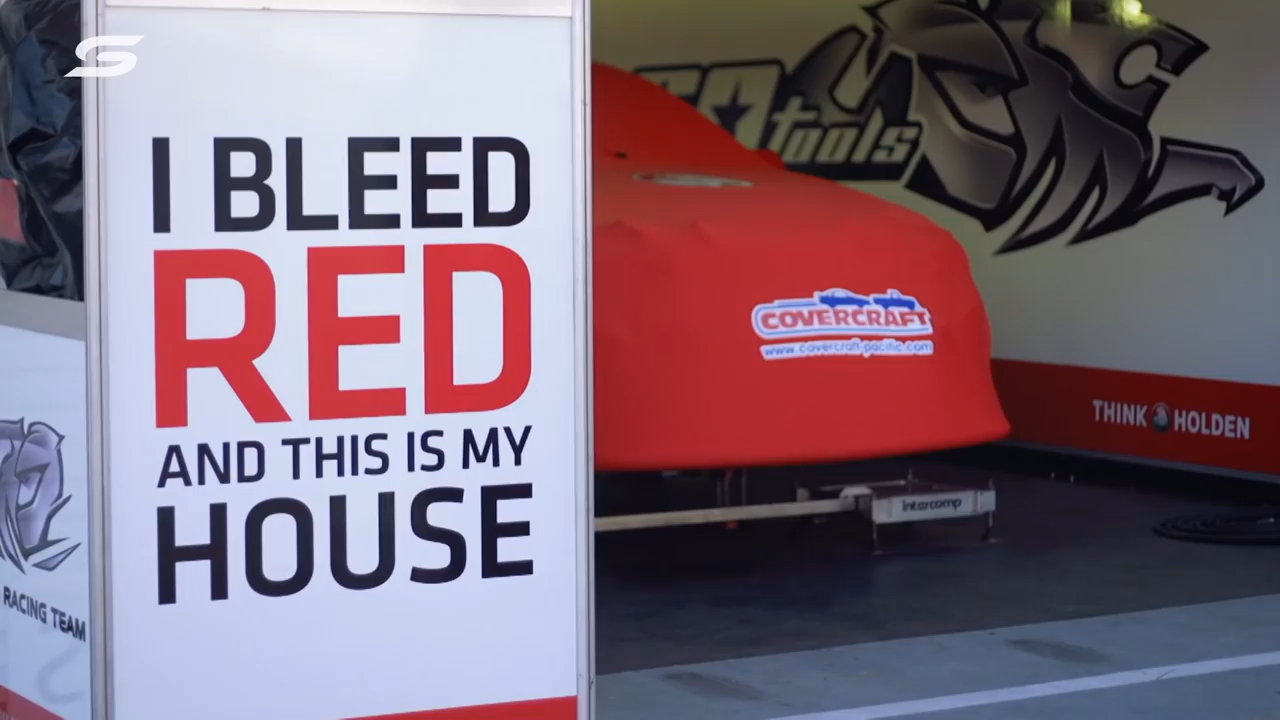 I BLEED
RED
AND THIS IS MY
HOUSE
RACING TEAM
tools
COVERCRAFT
www.covercraft-pacific.com
THINK HOLDEN
intercomp